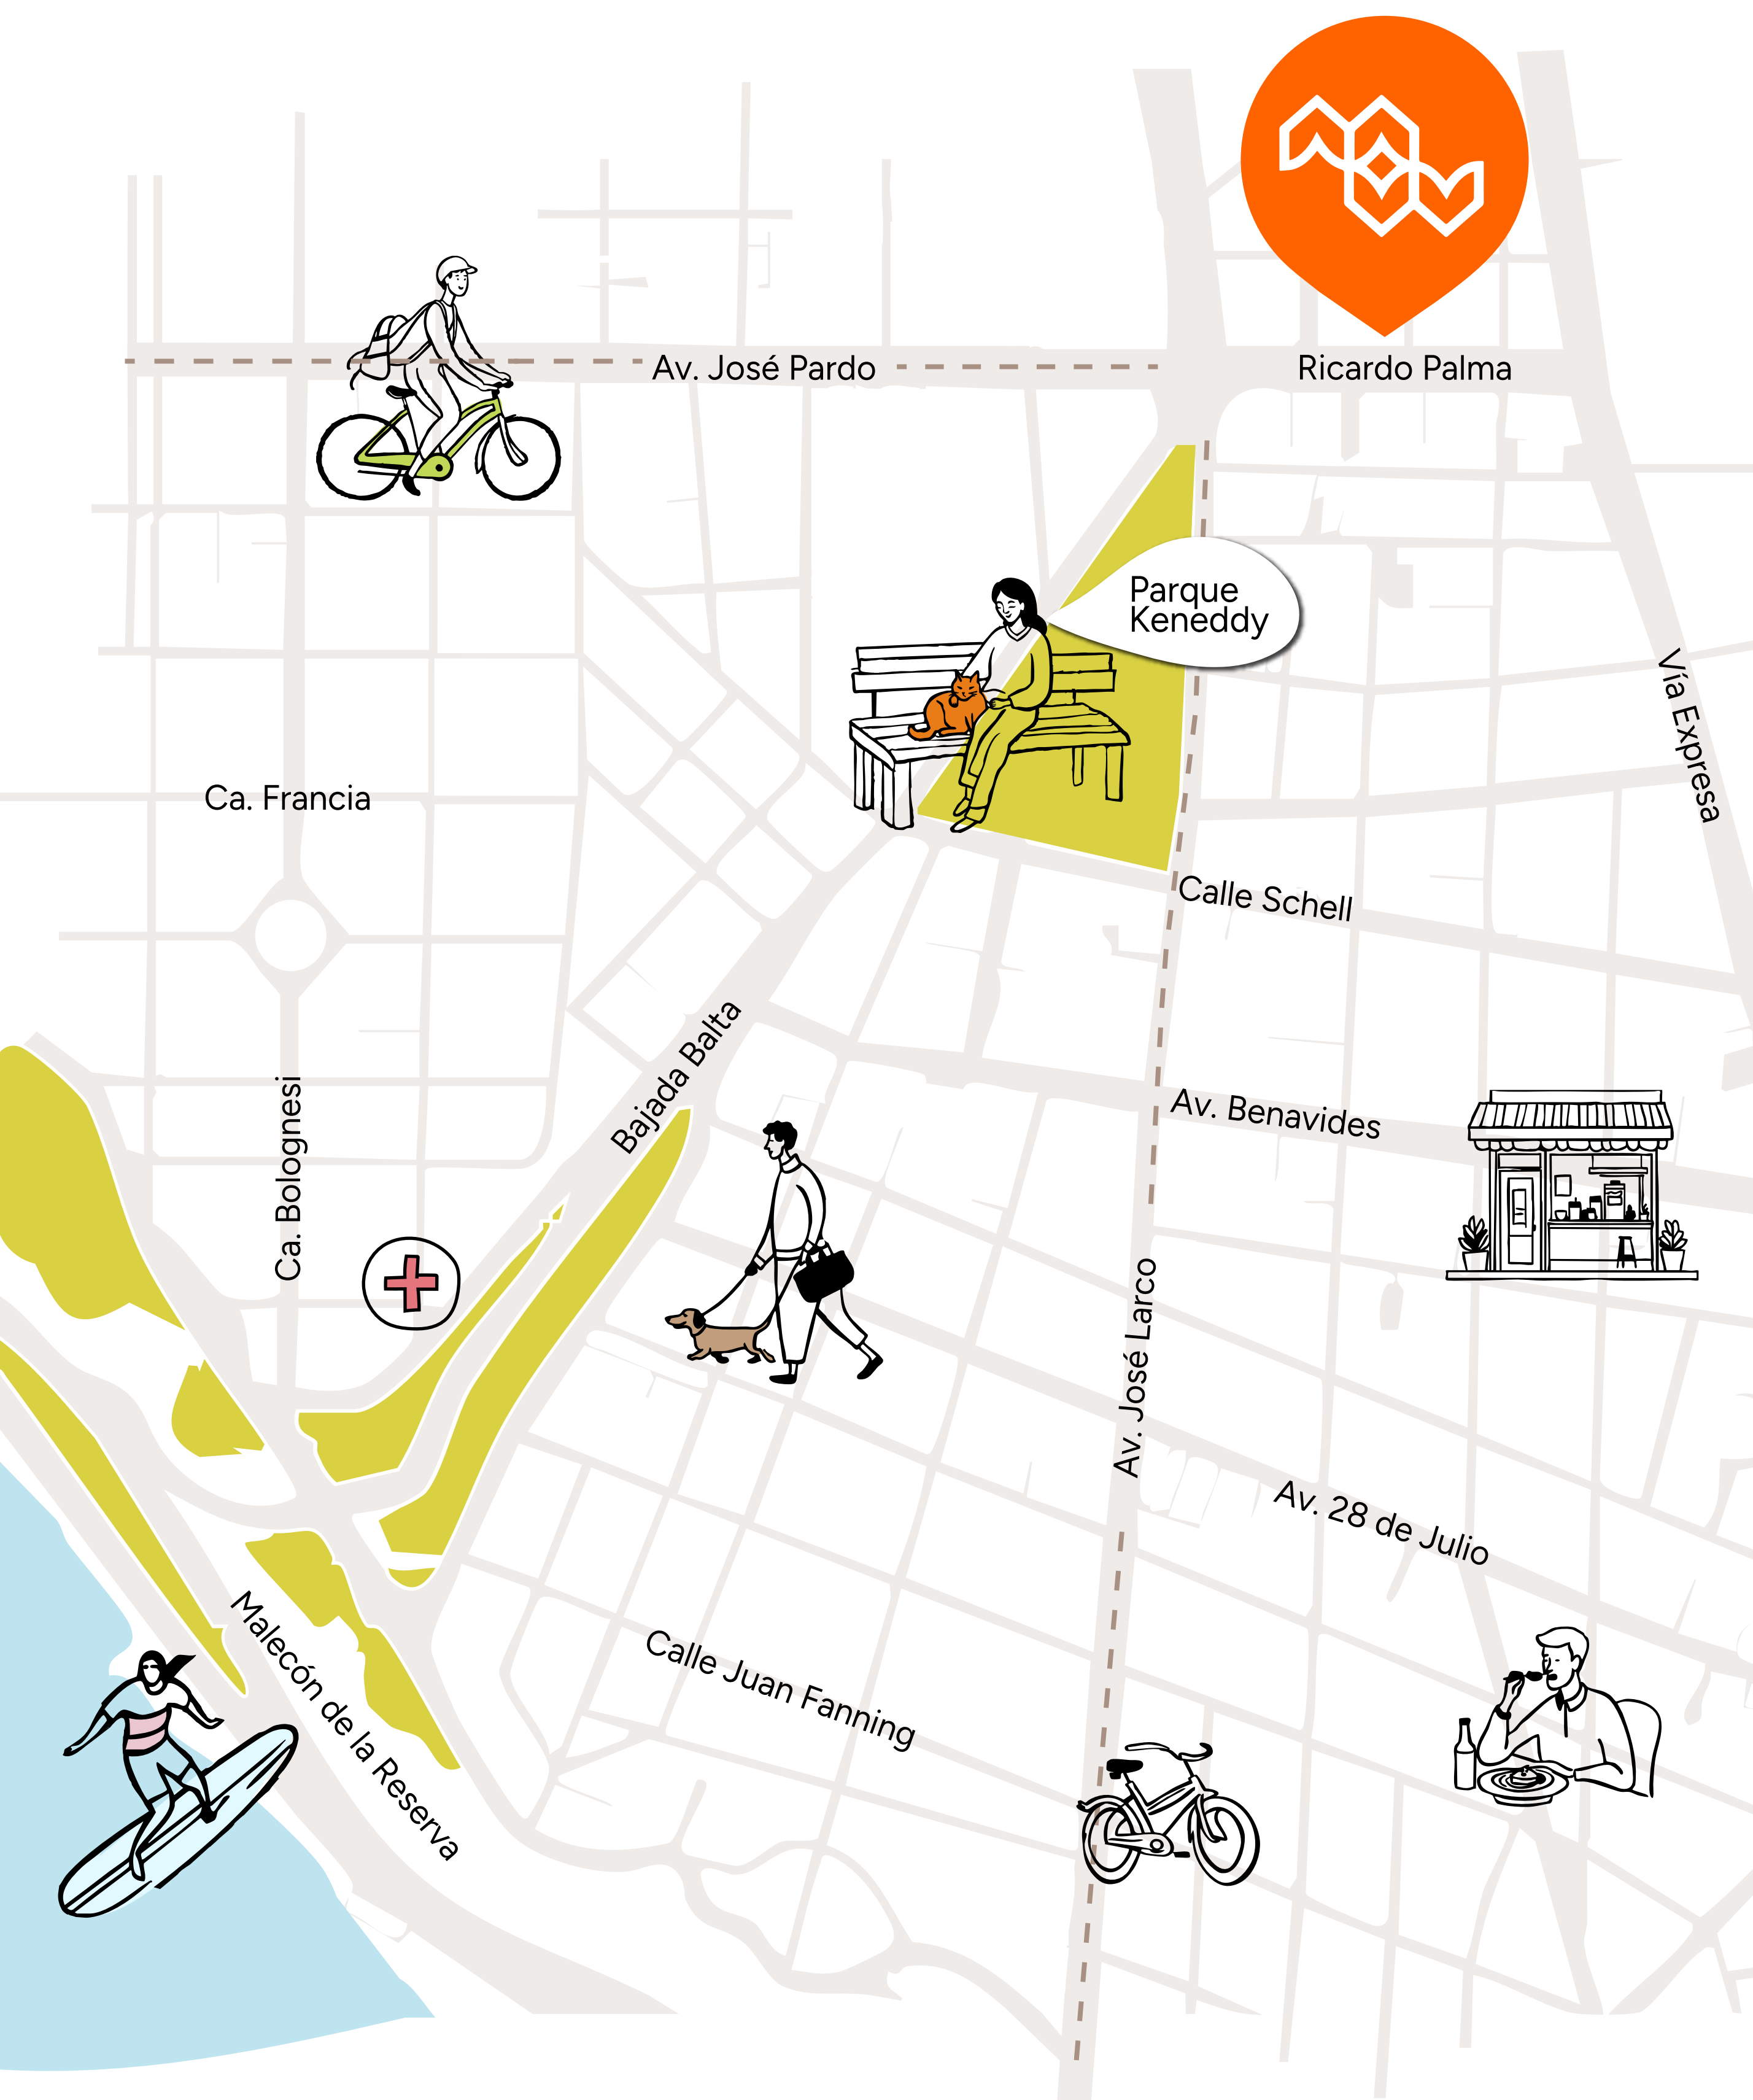 Av. José Pardo
Ricardo Palma
Parque
Keneddy
Vía Expresa
Ca. Francia
Calle Schell
Bajada Balta
Av. Benavides
Ca. Bolognesi
Av. José Larco
Av. 28 de Julio
Malecón de la Reserva
Calle Juan Fanning